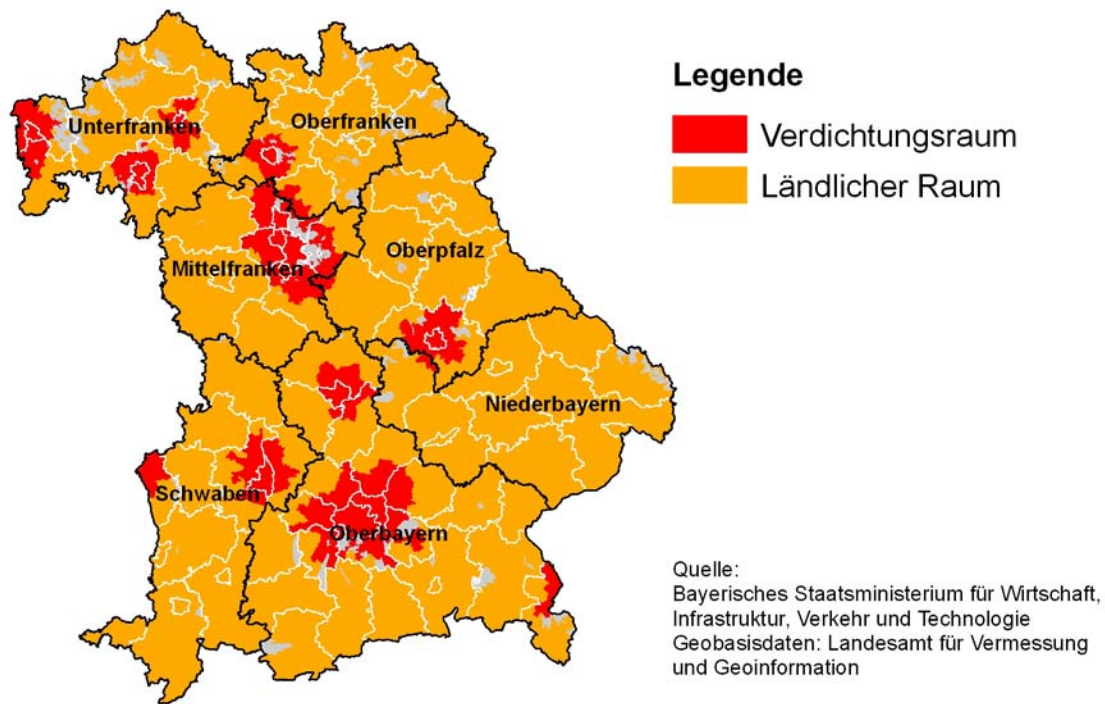 Legende
Verdichtungsraum
Ländlicher Raum
Unterfranken
Oberfranken
Mittelfranken
Oberpfalz
Niederbayern
Schwaben
Oberbayern
Quelle:
Bayerisches Staatsministerium für Wirtschaft,
Infrastruktur, Verkehr und Technologie
Geobasisdaten: Landesamt für Vermessung
und Geoinformation